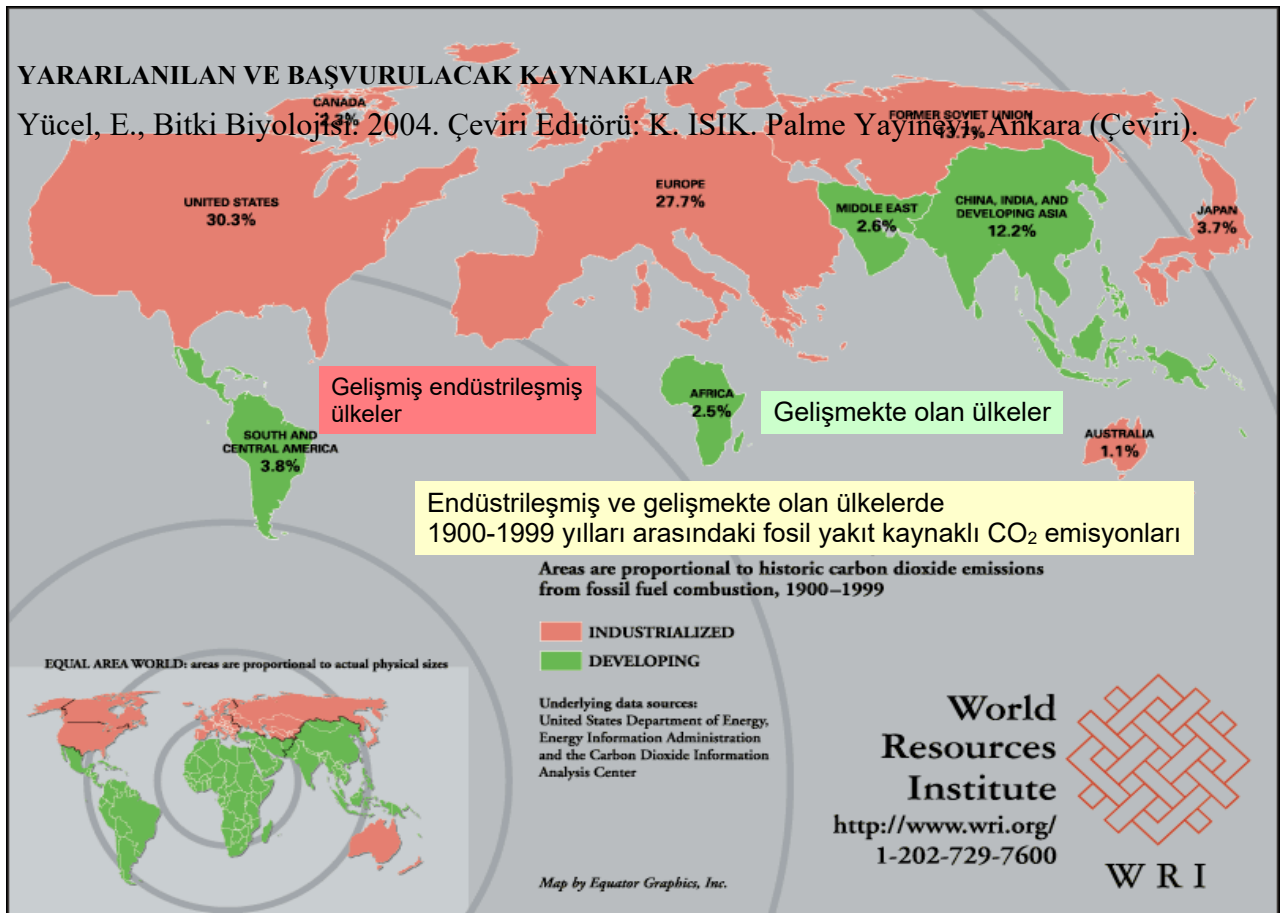 YARARLANILAN VE BAŞVURULACAK KAYNAKLAR
Yücel, E., Bitki Biyolojisi. 2004. Çeviri Editörü: K. ISIK. Palme Yayınevi, Ankara (Çeviri).
CANADA
2.3%
FORMER SOVIET UNION
13.7%
UNITED STATES
30.3%
EUROPE
27.7%
MIDDLE EAST
2.6%
CHINA, INDIA, AND
DEVELOPING ASIA
12.2%
JAPAN
3.7%
Gelişmiş endüstrileşmiş
ülkeler
AFRICA
2.5%
Gelişmekte olan ülkeler
SOUTH AND
CENTRAL AMERICA
3.8%
AUSTRALIA
1.1%
Endüstrileşmiş ve gelişmekte olan ülkelerde
1900-1999 yılları arasındaki fosil yakıt kaynaklı CO₂ emisyonları
Areas are proportional to historic carbon dioxide emissions
from fossil fuel combustion, 1900–1999
INDUSTRIALIZED
DEVELOPING
EQUAL AREA WORLD: areas are proportional to actual physical sizes
Underlying data sources:
United States Department of Energy,
Energy Information Administration
and the Carbon Dioxide Information
Analysis Center
Map by Equator Graphics, Inc.
World
Resources
Institute
http://www.wri.org/
1-202-729-7600
W R I